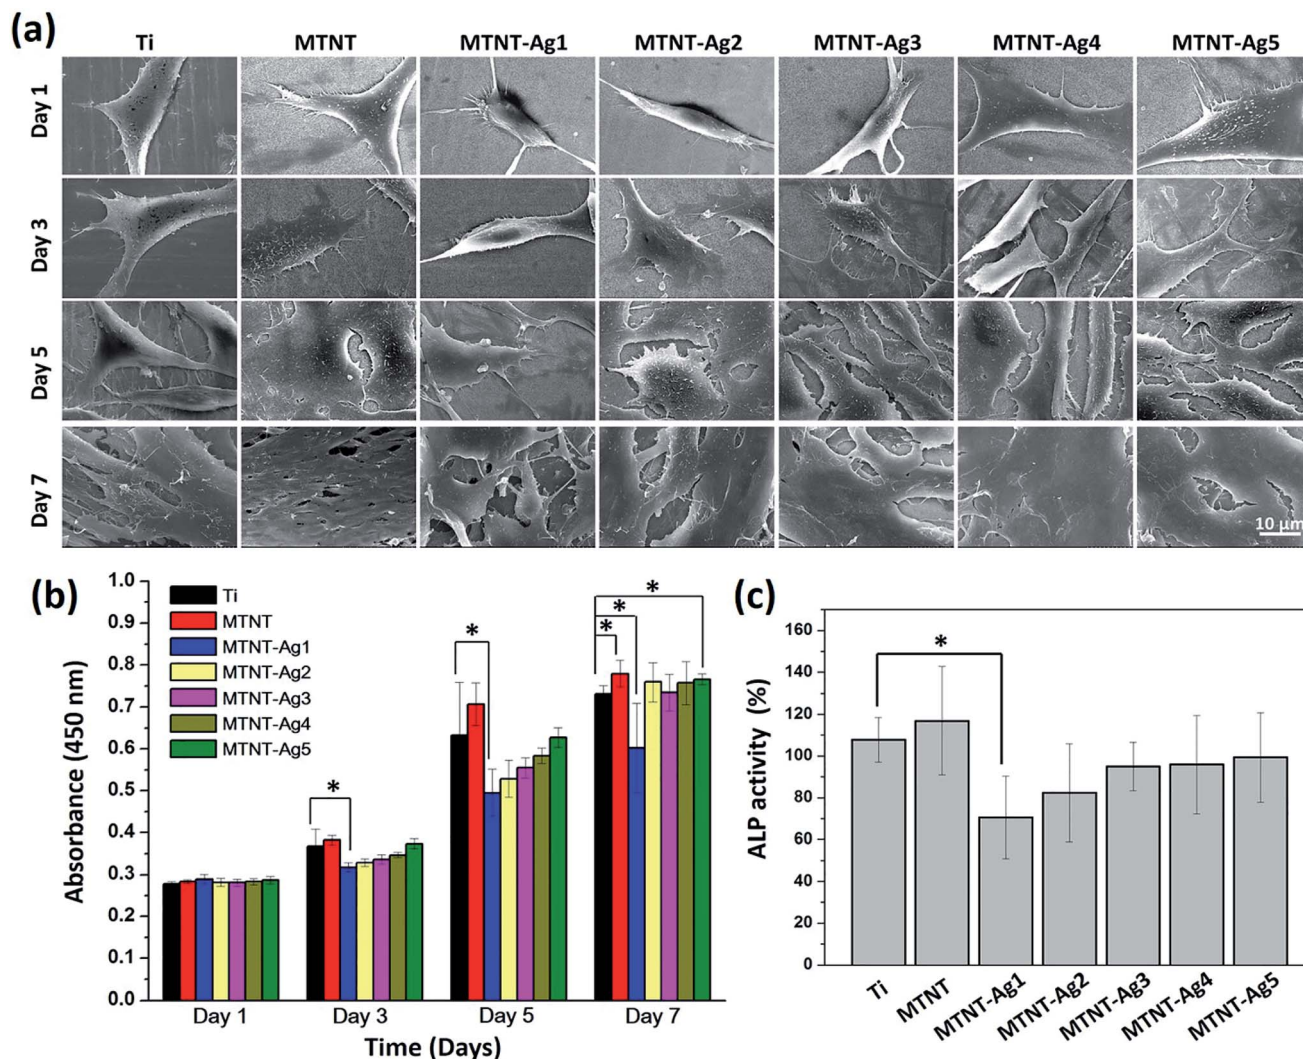 (a)
Ti MTNT MTNT-Ag1 MTNT-Ag2 MTNT-Ag3 MTNT-Ag4 MTNT-Ag5
Day 1
Day 3
Day 5
Day 7
10 µm
(b)
1.0
0.9
0.8
0.7
0.6
0.5
0.4
0.3
0.2
0.1
0.0
Absorbance (450 nm)
Ti
MTNT
MTNT-Ag1
MTNT-Ag2
MTNT-Ag3
MTNT-Ag4
MTNT-Ag5
*
*
*
*
*
Day 1 Day 3 Day 5 Day 7
Time (Days)
(c)
160
140
120
100
80
60
40
20
0
ALP activity (%)
*
Ti MTNT MTNT-Ag1 MTNT-Ag2 MTNT-Ag3 MTNT-Ag4 MTNT-Ag5